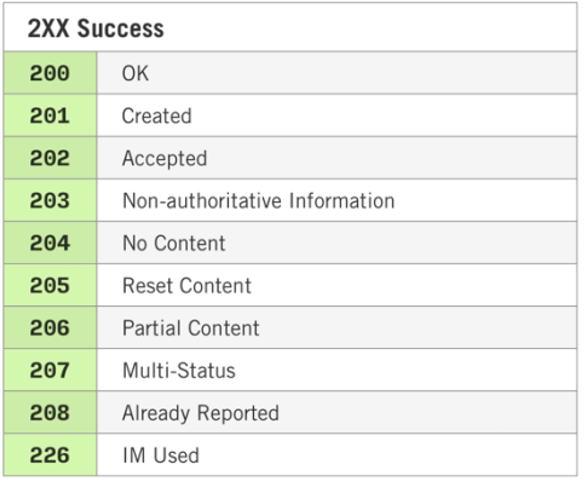 2XX Success
200 OK
201 Created
202 Accepted
203 Non-authoritative Information
204 No Content
205 Reset Content
206 Partial Content
207 Multi-Status
208 Already Reported
226 IM Used